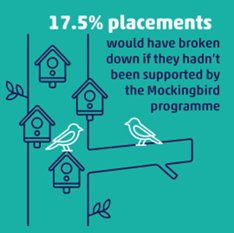 17.5% placements
would have broken
down if they hadn't
been supported by
the Mockingbird
programme